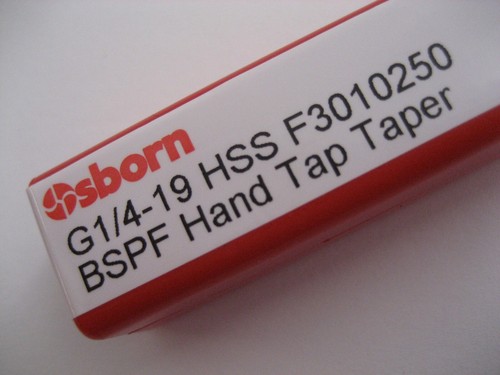 Osborn
G1/4-19 HSS F3010250
BSPF Hand Tap Taper